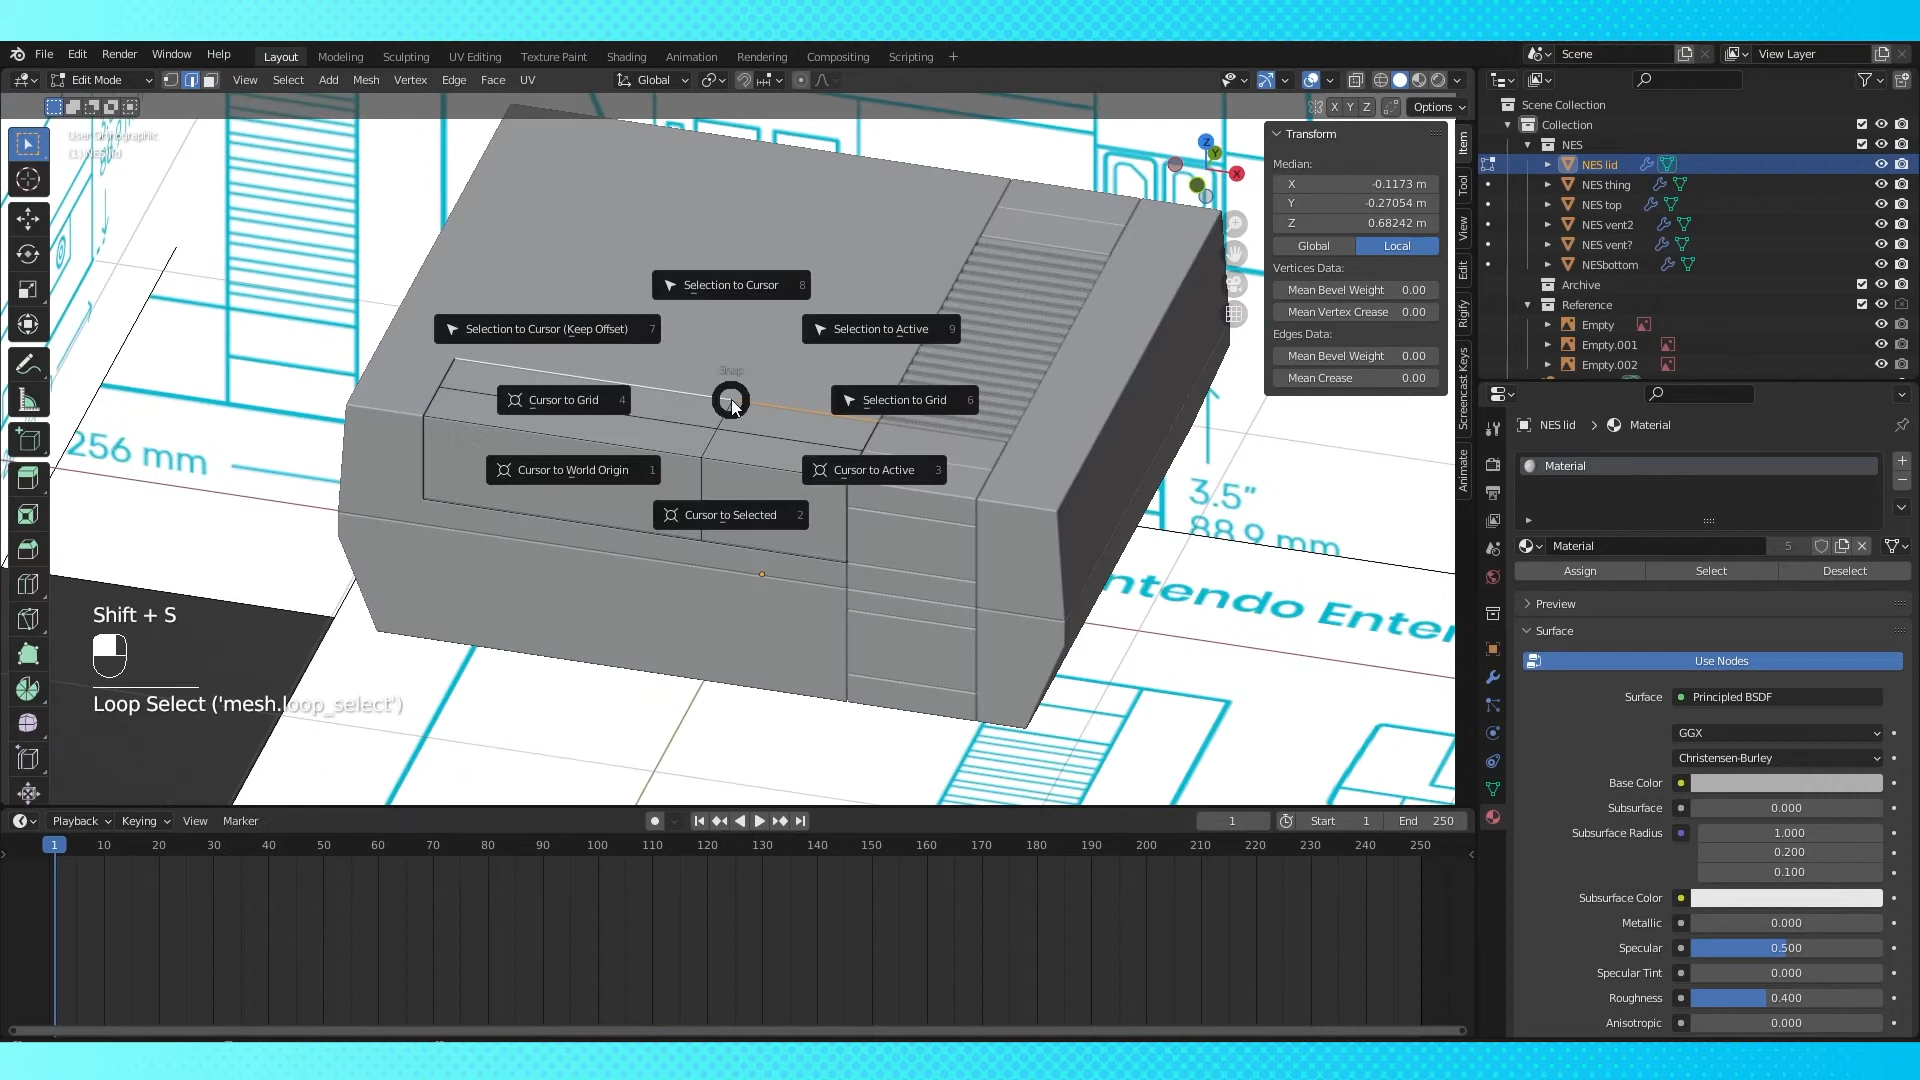 File Edit Render Window Help Layout Modeling Sculpting UV Editing Texture Paint Shading Animation Rendering Compositing Scripting + Scene View Layer
Edit Mode View Select Add Mesh Vertex Edge Face UV Global
X Y Z Options
User Orthographic
(1) NES lid
Transform
Median:
X -0.1173 m
Y -0.27054 m
Z 0.68242 m
Global Local
Vertices Data:
Mean Bevel Weight 0.00
Mean Vertex Crease 0.00
Edges Data:
Mean Bevel Weight 0.00
Mean Crease 0.00
Item
Tool
View
Edit
Rigify
Screencast Keys
Animate
Z
Y
X
Selection to Cursor 8
Selection to Cursor (Keep Offset) 7
Selection to Active 9
Snap
Cursor to Grid 4
Selection to Grid 6
Cursor to World Origin 1
Cursor to Active 3
Cursor to Selected 2
256 mm
3.5"
88.9 mm
ntendo Enter
Shift + S
Loop Select ('mesh.loop_select')
Scene Collection
Collection
NES
NES lid
NES thing
NES top
NES vent2
NES vent?
NESbottom
Archive
Reference
Empty
Empty.001
Empty.002
NES lid > Material
Material
Material 5
Assign Select Deselect
Preview
Surface
Use Nodes
Surface Principled BSDF
GGX
Christensen-Burley
Base Color
Subsurface 0.000
Subsurface Radius 1.000
0.200
0.100
Subsurface Color
Metallic 0.000
Specular 0.500
Specular Tint 0.000
Roughness 0.400
Anisotropic 0.000
Playback Keying View Marker 1 Start 1 End 250
1 10 20 30 40 50 60 70 80 90 100 110 120 130 140 150 160 170 180 190 200 210 220 230 240 250